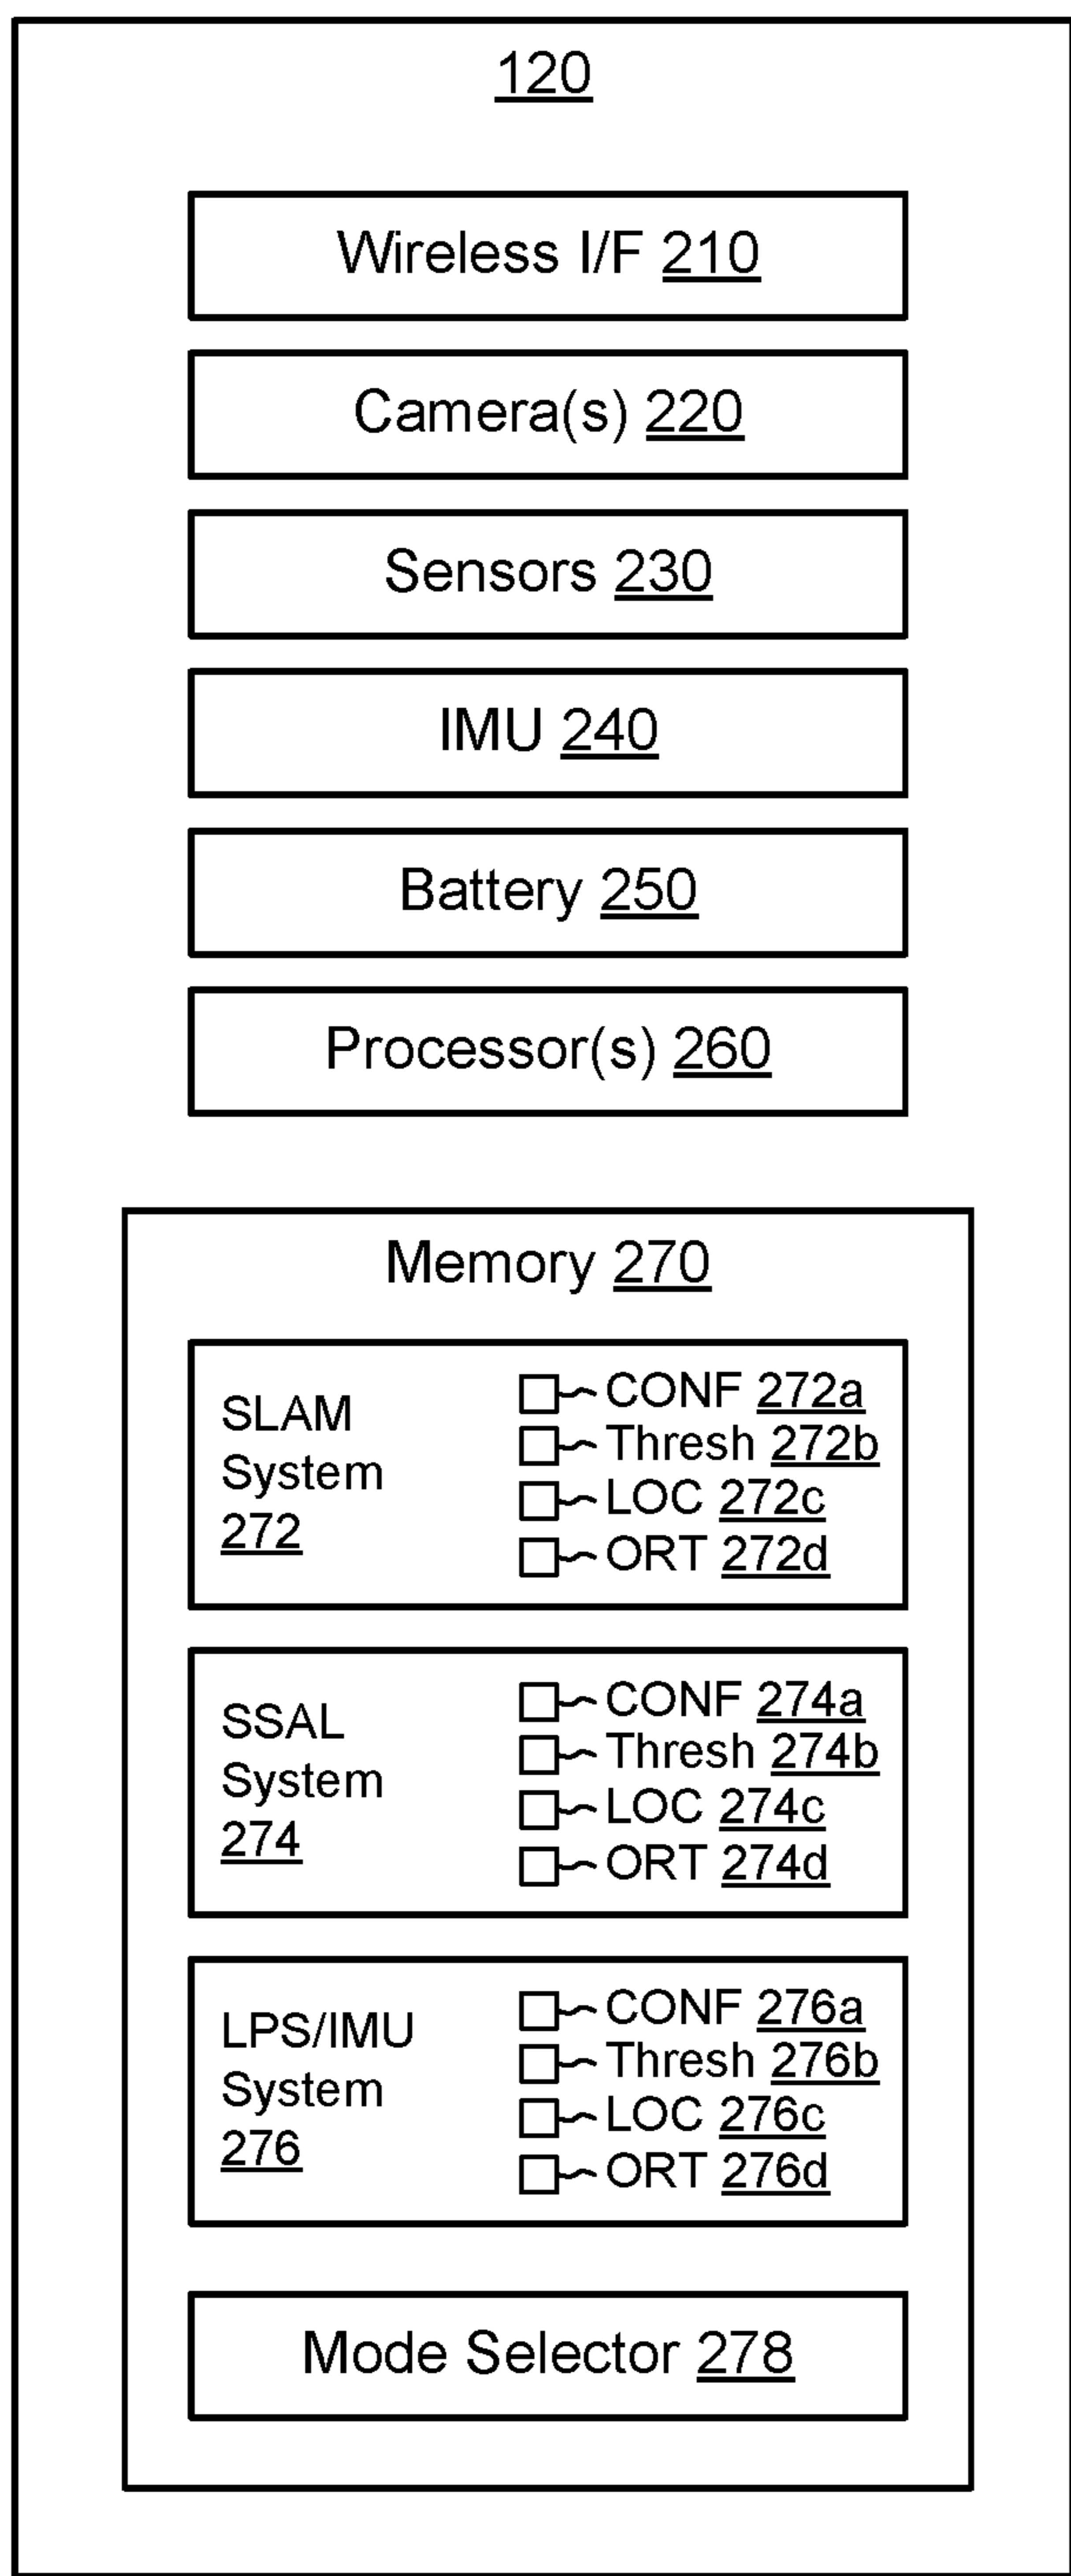 120
Wireless I/F 210
Camera(s) 220
Sensors 230
IMU 240
Battery 250
Processor(s) 260
Memory 270
SLAM
System
272
CONF 272a
Thresh 272b
LOC 272c
ORT 272d
SSAL
System
274
CONF 274a
Thresh 274b
LOC 274c
ORT 274d
LPS/IMU
System
276
CONF 276a
Thresh 276b
LOC 276c
ORT 276d
Mode Selector 278